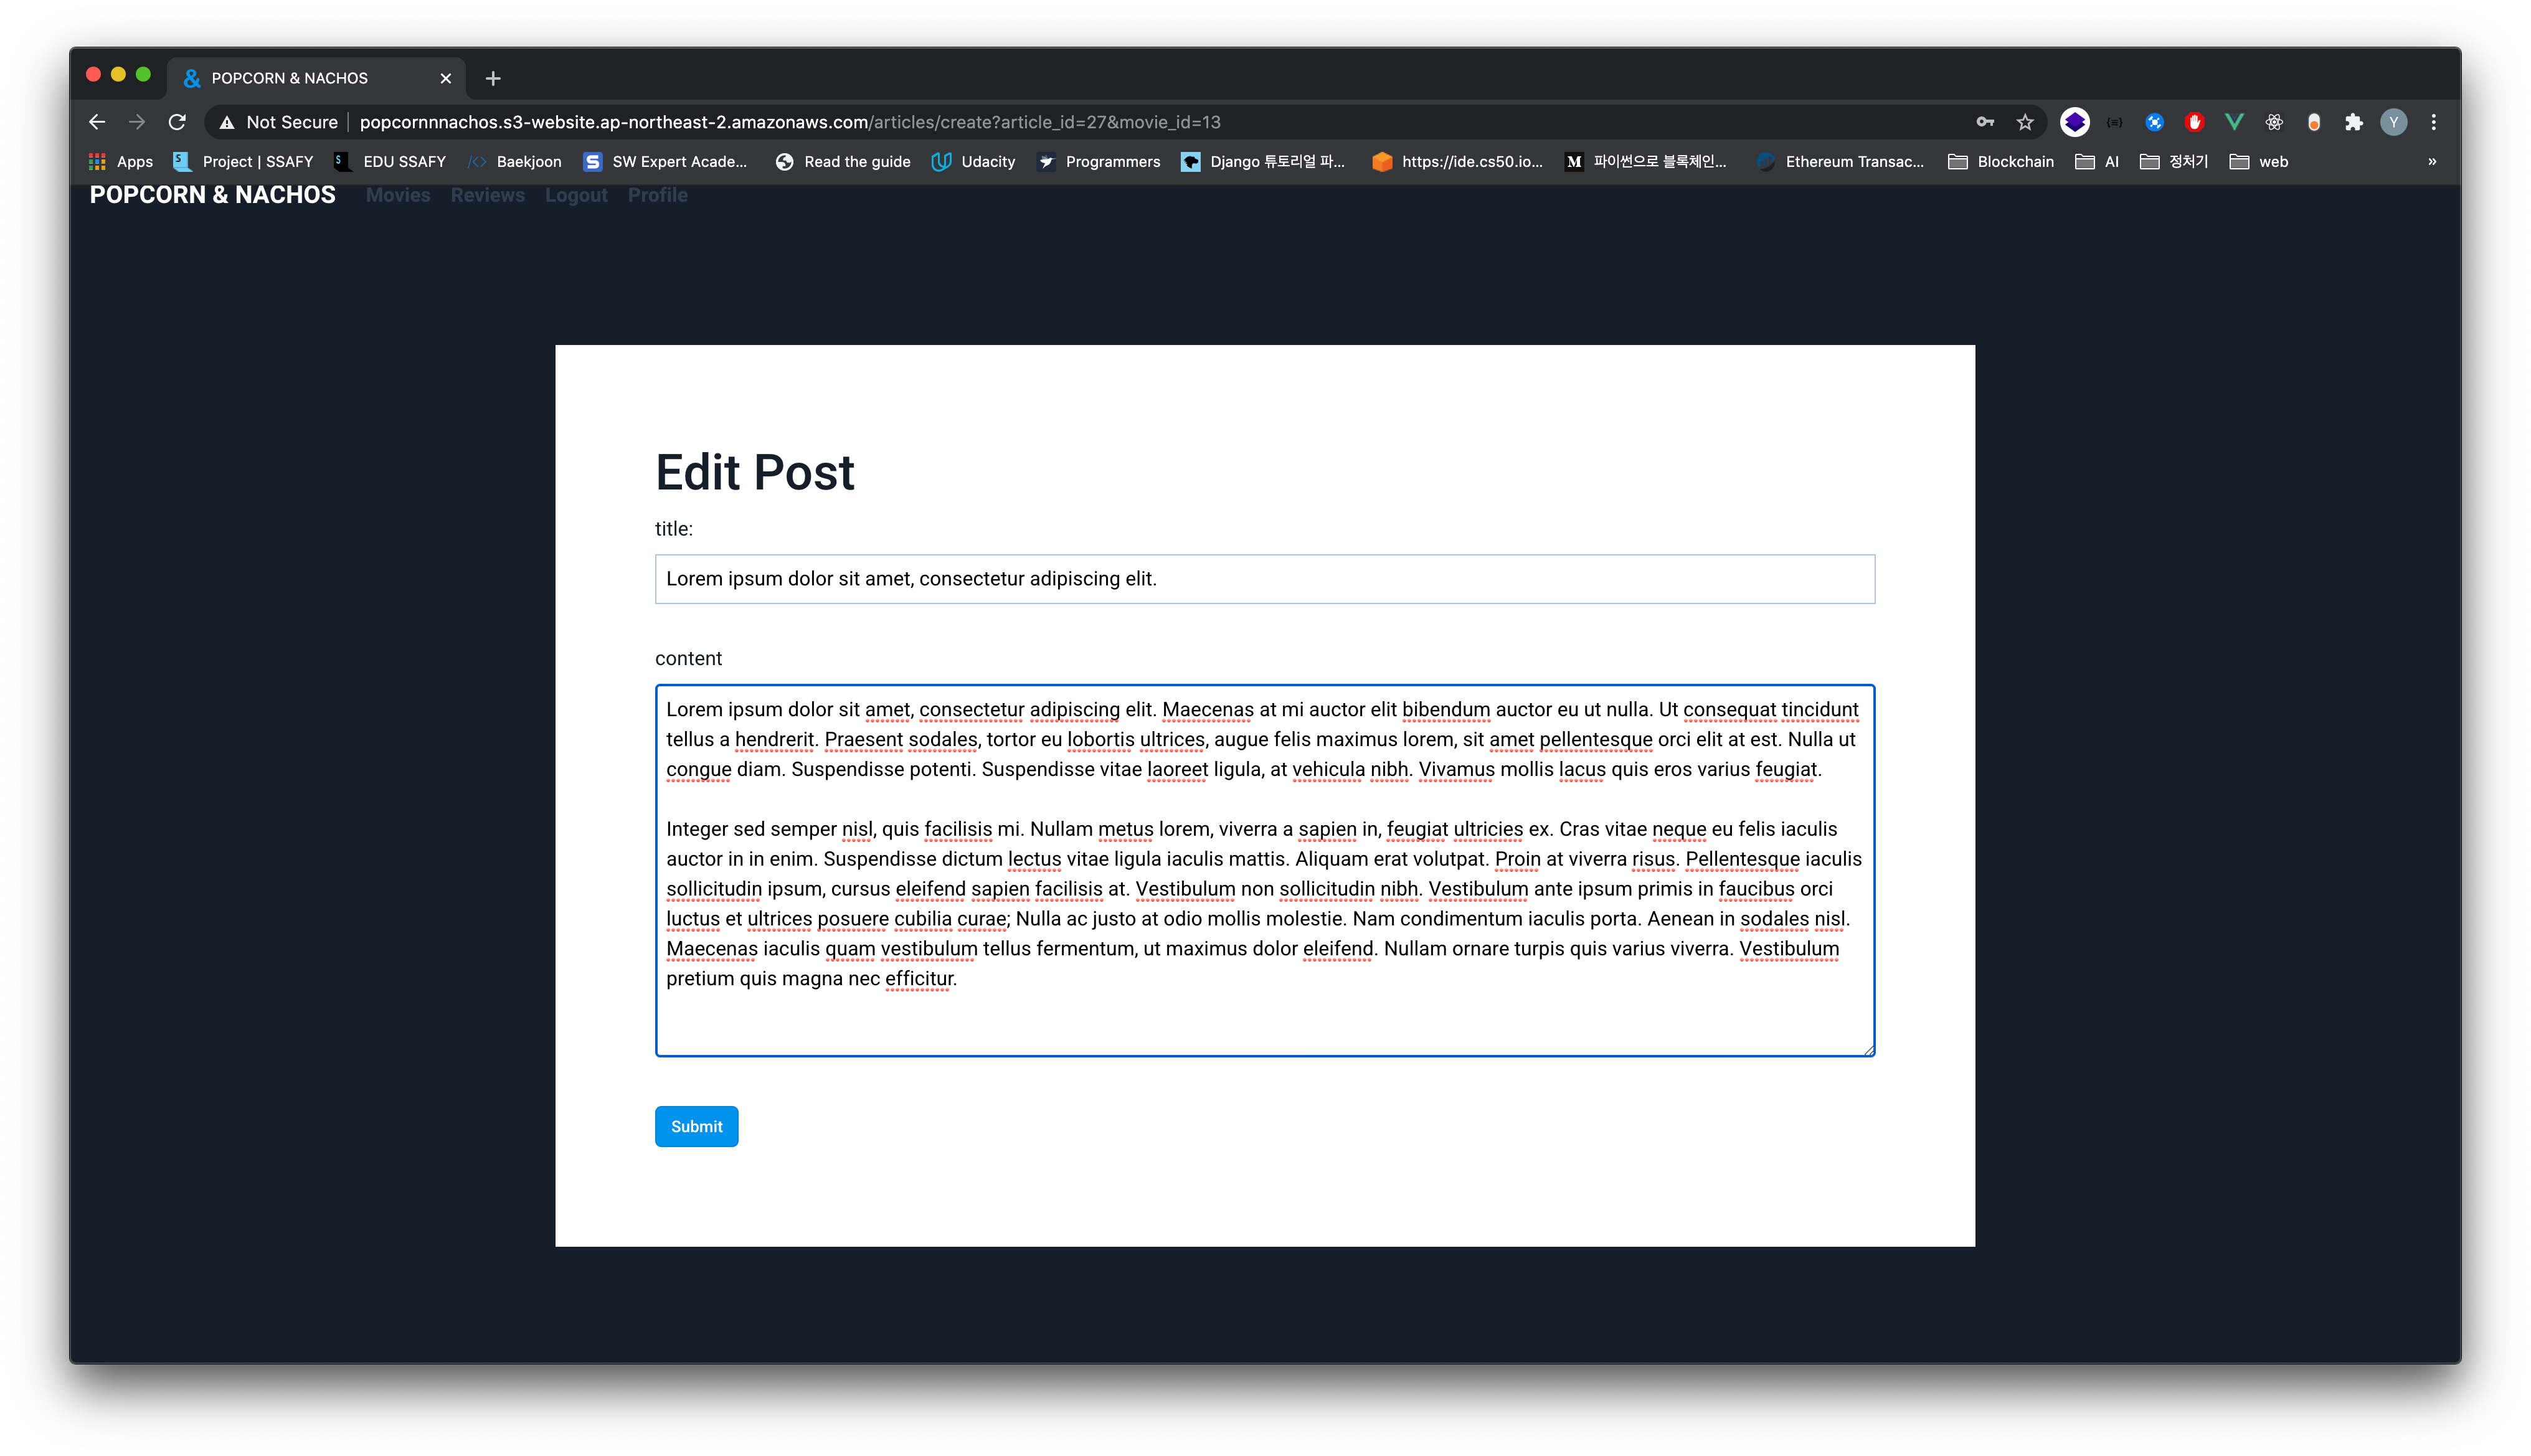 & POPCORN & NACHOS
Not Secure | popcornnnachos.s3-website.ap-northeast-2.amazonaws.com/articles/create?article_id=27&movie_id=13 Y
Apps Project | SSAFY EDU SSAFY Baekjoon S SW Expert Acade... Read the guide Udacity Programmers Django 튜토리얼 파... https://ide.cs50.io... M 파이썬으로 블록체인... Ethereum Transac... Blockchain AI 정처기 web »
POPCORN & NACHOS Movies Reviews Logout Profile
Edit Post
title:
Lorem ipsum dolor sit amet, consectetur adipiscing elit.
content
Lorem ipsum dolor sit amet, consectetur adipiscing elit. Maecenas at mi auctor elit bibendum auctor eu ut nulla. Ut consequat tincidunt
tellus a hendrerit. Praesent sodales, tortor eu lobortis ultrices, augue felis maximus lorem, sit amet pellentesque orci elit at est. Nulla ut
congue diam. Suspendisse potenti. Suspendisse vitae laoreet ligula, at vehicula nibh. Vivamus mollis lacus quis eros varius feugiat.
Integer sed semper nisl, quis facilisis mi. Nullam metus lorem, viverra a sapien in, feugiat ultricies ex. Cras vitae neque eu felis iaculis
auctor in in enim. Suspendisse dictum lectus vitae ligula iaculis mattis. Aliquam erat volutpat. Proin at viverra risus. Pellentesque iaculis
sollicitudin ipsum, cursus eleifend sapien facilisis at. Vestibulum non sollicitudin nibh. Vestibulum ante ipsum primis in faucibus orci
luctus et ultrices posuere cubilia curae; Nulla ac justo at odio mollis molestie. Nam condimentum iaculis porta. Aenean in sodales nisl.
Maecenas iaculis quam vestibulum tellus fermentum, ut maximus dolor eleifend. Nullam ornare turpis quis varius viverra. Vestibulum
pretium quis magna nec efficitur.
Submit